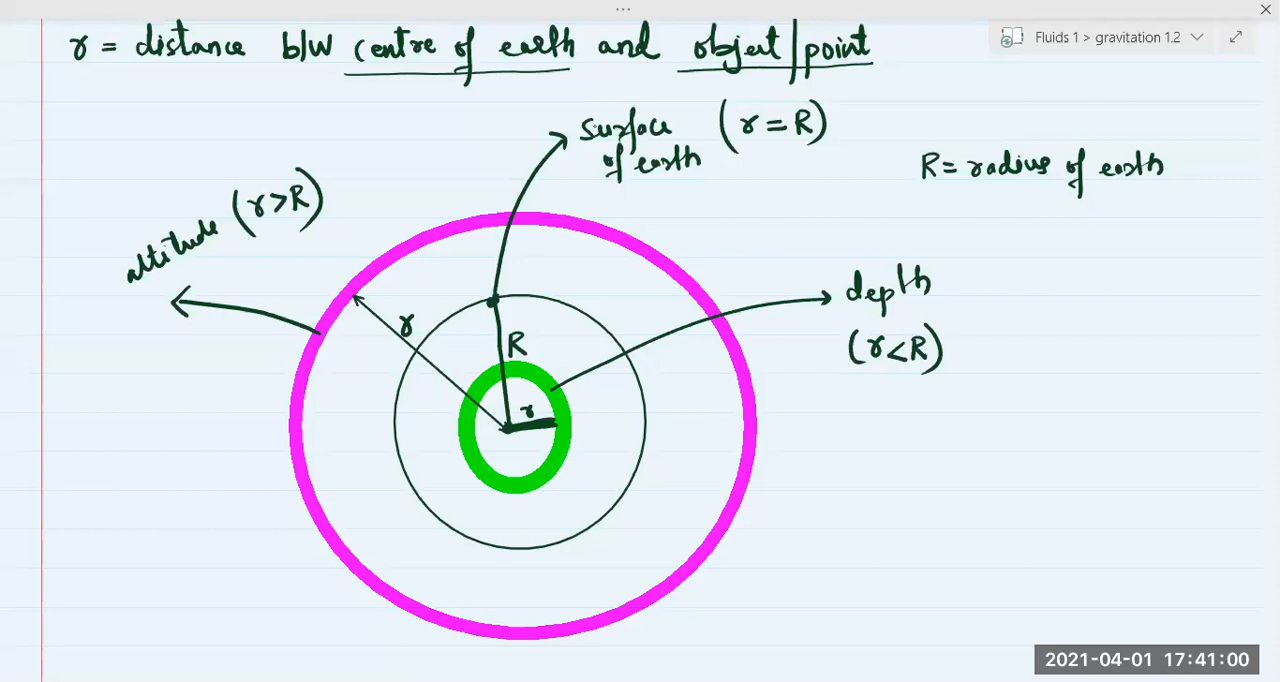 r = distance b/w centre of earth and object/point
Fluids 1 > gravitation 1.2
surface (r = R)
of earth
R = radius of earth
altitude (r > R)
depth
(r < R)
r
R
r
2021-04-01 17:41:00